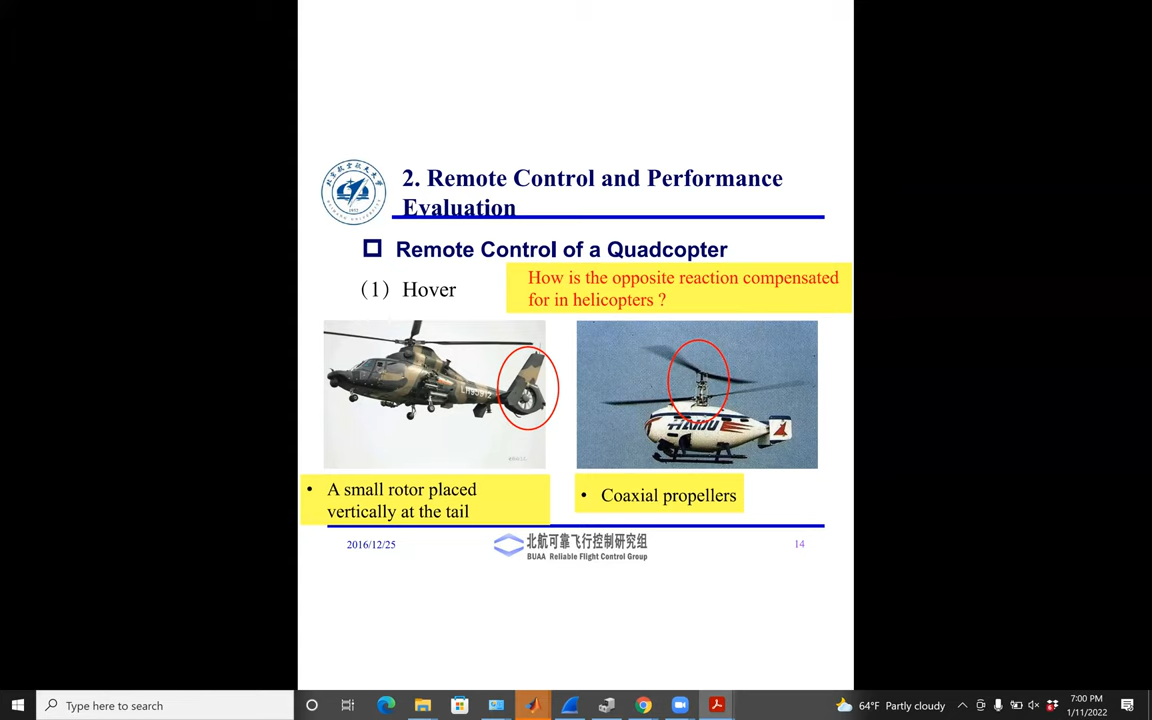 2. Remote Control and Performance
Evaluation
Remote Control of a Quadcopter
（1）Hover
How is the opposite reaction compensated
for in helicopters ?
• A small rotor placed
vertically at the tail
• Coaxial propellers
2016/12/25
北航可靠飞行控制研究组
BUAA Reliable Flight Control Group
14
Type here to search
64°F Partly cloudy
7:00 PM
1/11/2022